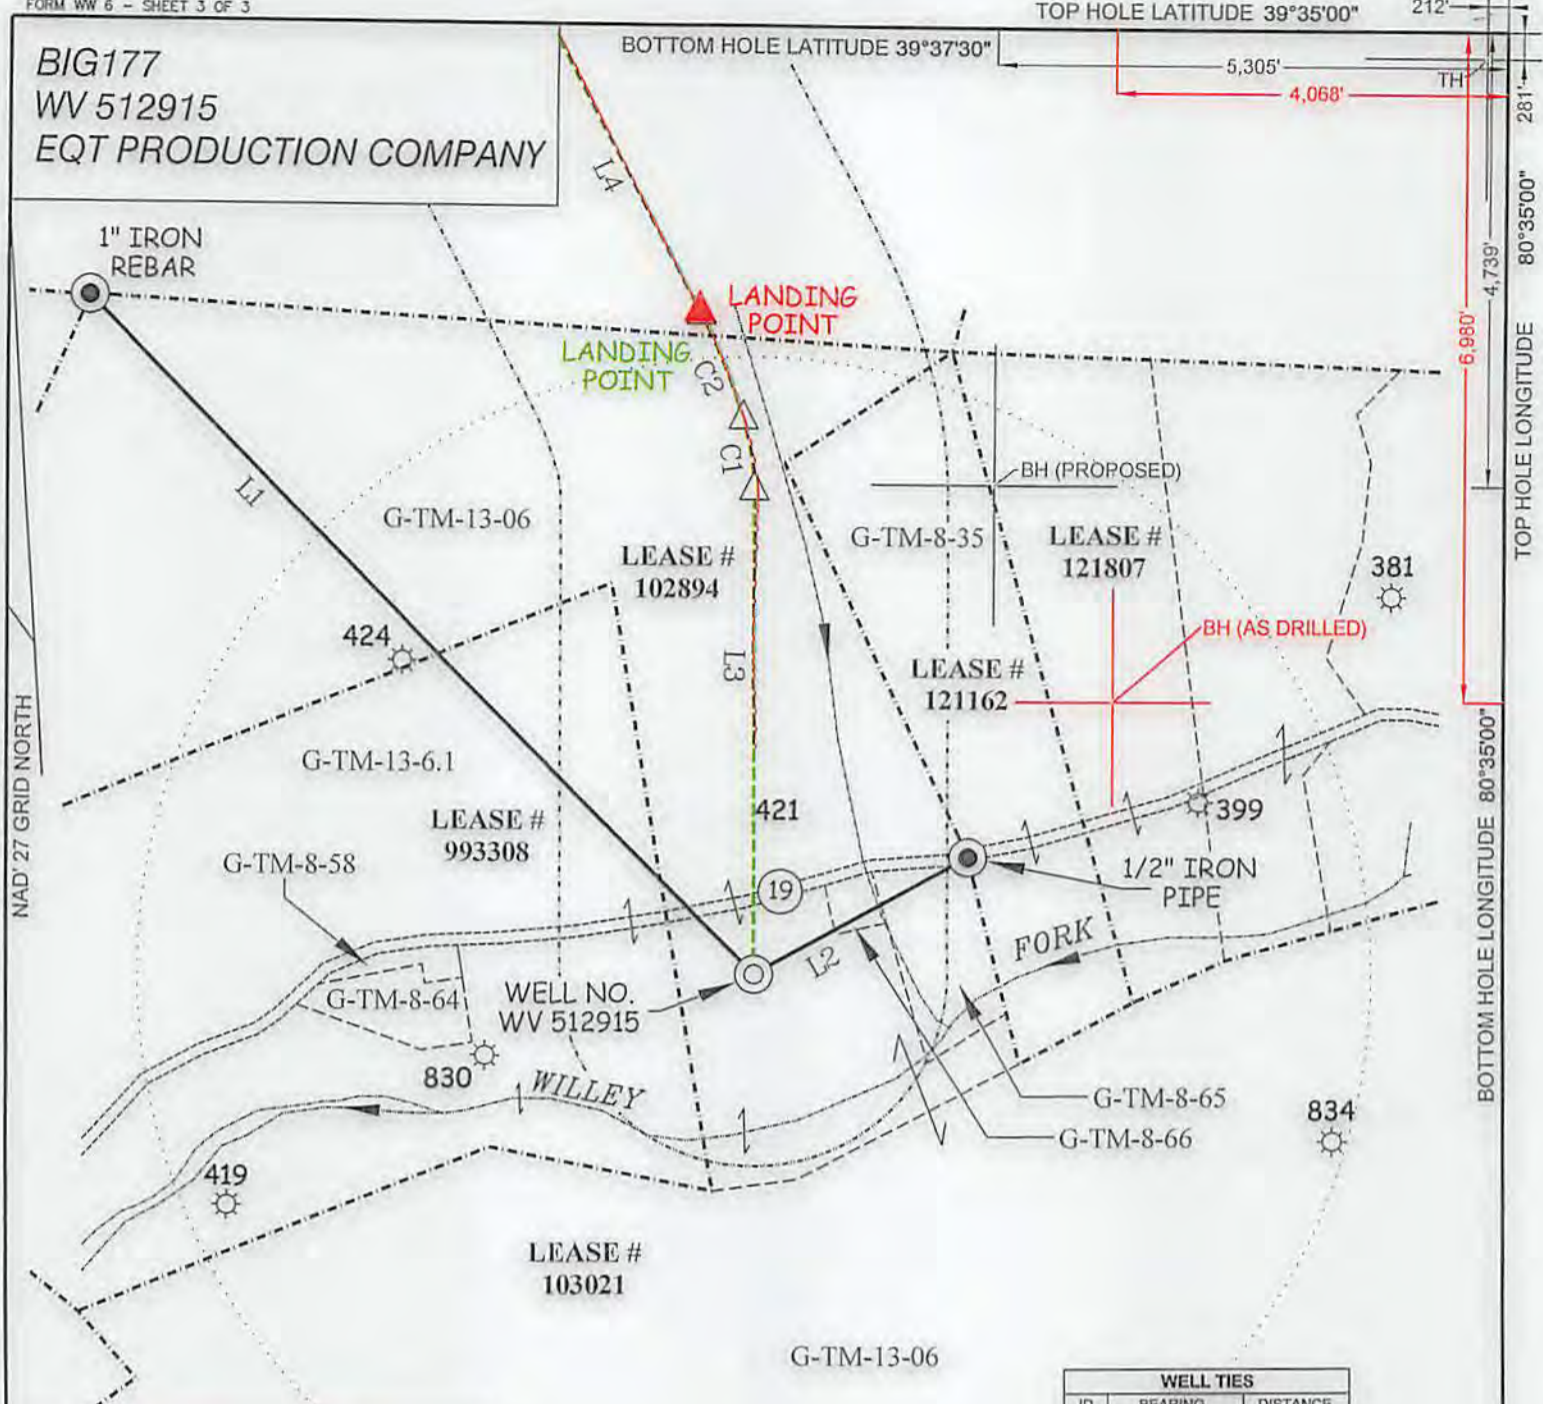 FORM WW 6 - SHEET 3 OF 3
TOP HOLE LATITUDE 39°35'00"
212'
BIG177
WV 512915
EQT PRODUCTION COMPANY
BOTTOM HOLE LATITUDE 39°37'30"
5,305'
TH
4,068'
281'
L4
80°35'00"
1" IRON
REBAR
4,739'
LANDING
POINT
6,980'
LANDING
POINT
C2
TOP HOLE LONGITUDE
C1
BH (PROPOSED)
L1
G-TM-13-06
G-TM-8-35
LEASE #
121807
LEASE #
102894
381
424
BH (AS DRILLED)
L3
LEASE #
121162
NAD'27 GRID NORTH
G-TM-13-6.1
80°35'00"
421
399
LEASE #
993308
G-TM-8-58
19
1/2" IRON
PIPE
BOTTOM HOLE LONGITUDE
FORK
L2
G-TM-8-64
WELL NO.
WV 512915
830
WILLEY
G-TM-8-65
834
G-TM-8-66
419
LEASE #
103021
G-TM-13-06
WELL TIES
ID BEARING DISTANCE